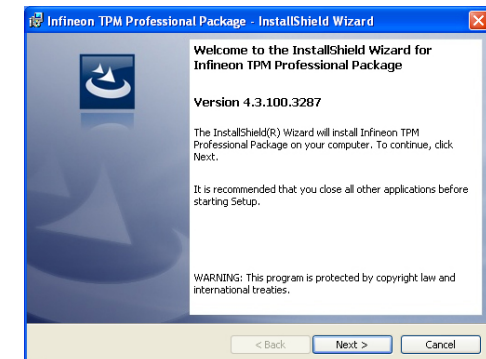 Infineon TPM Professional Package - InstallShield Wizard
Welcome to the InstallShield Wizard for
Infineon TPM Professional Package
Version 4.3.100.3287
The InstallShield(R) Wizard will install Infineon TPM
Professional Package on your computer. To continue, click
Next.
It is recommended that you close all other applications before
starting Setup.
WARNING: This program is protected by copyright law and
international treaties.
< Back
Next >
Cancel